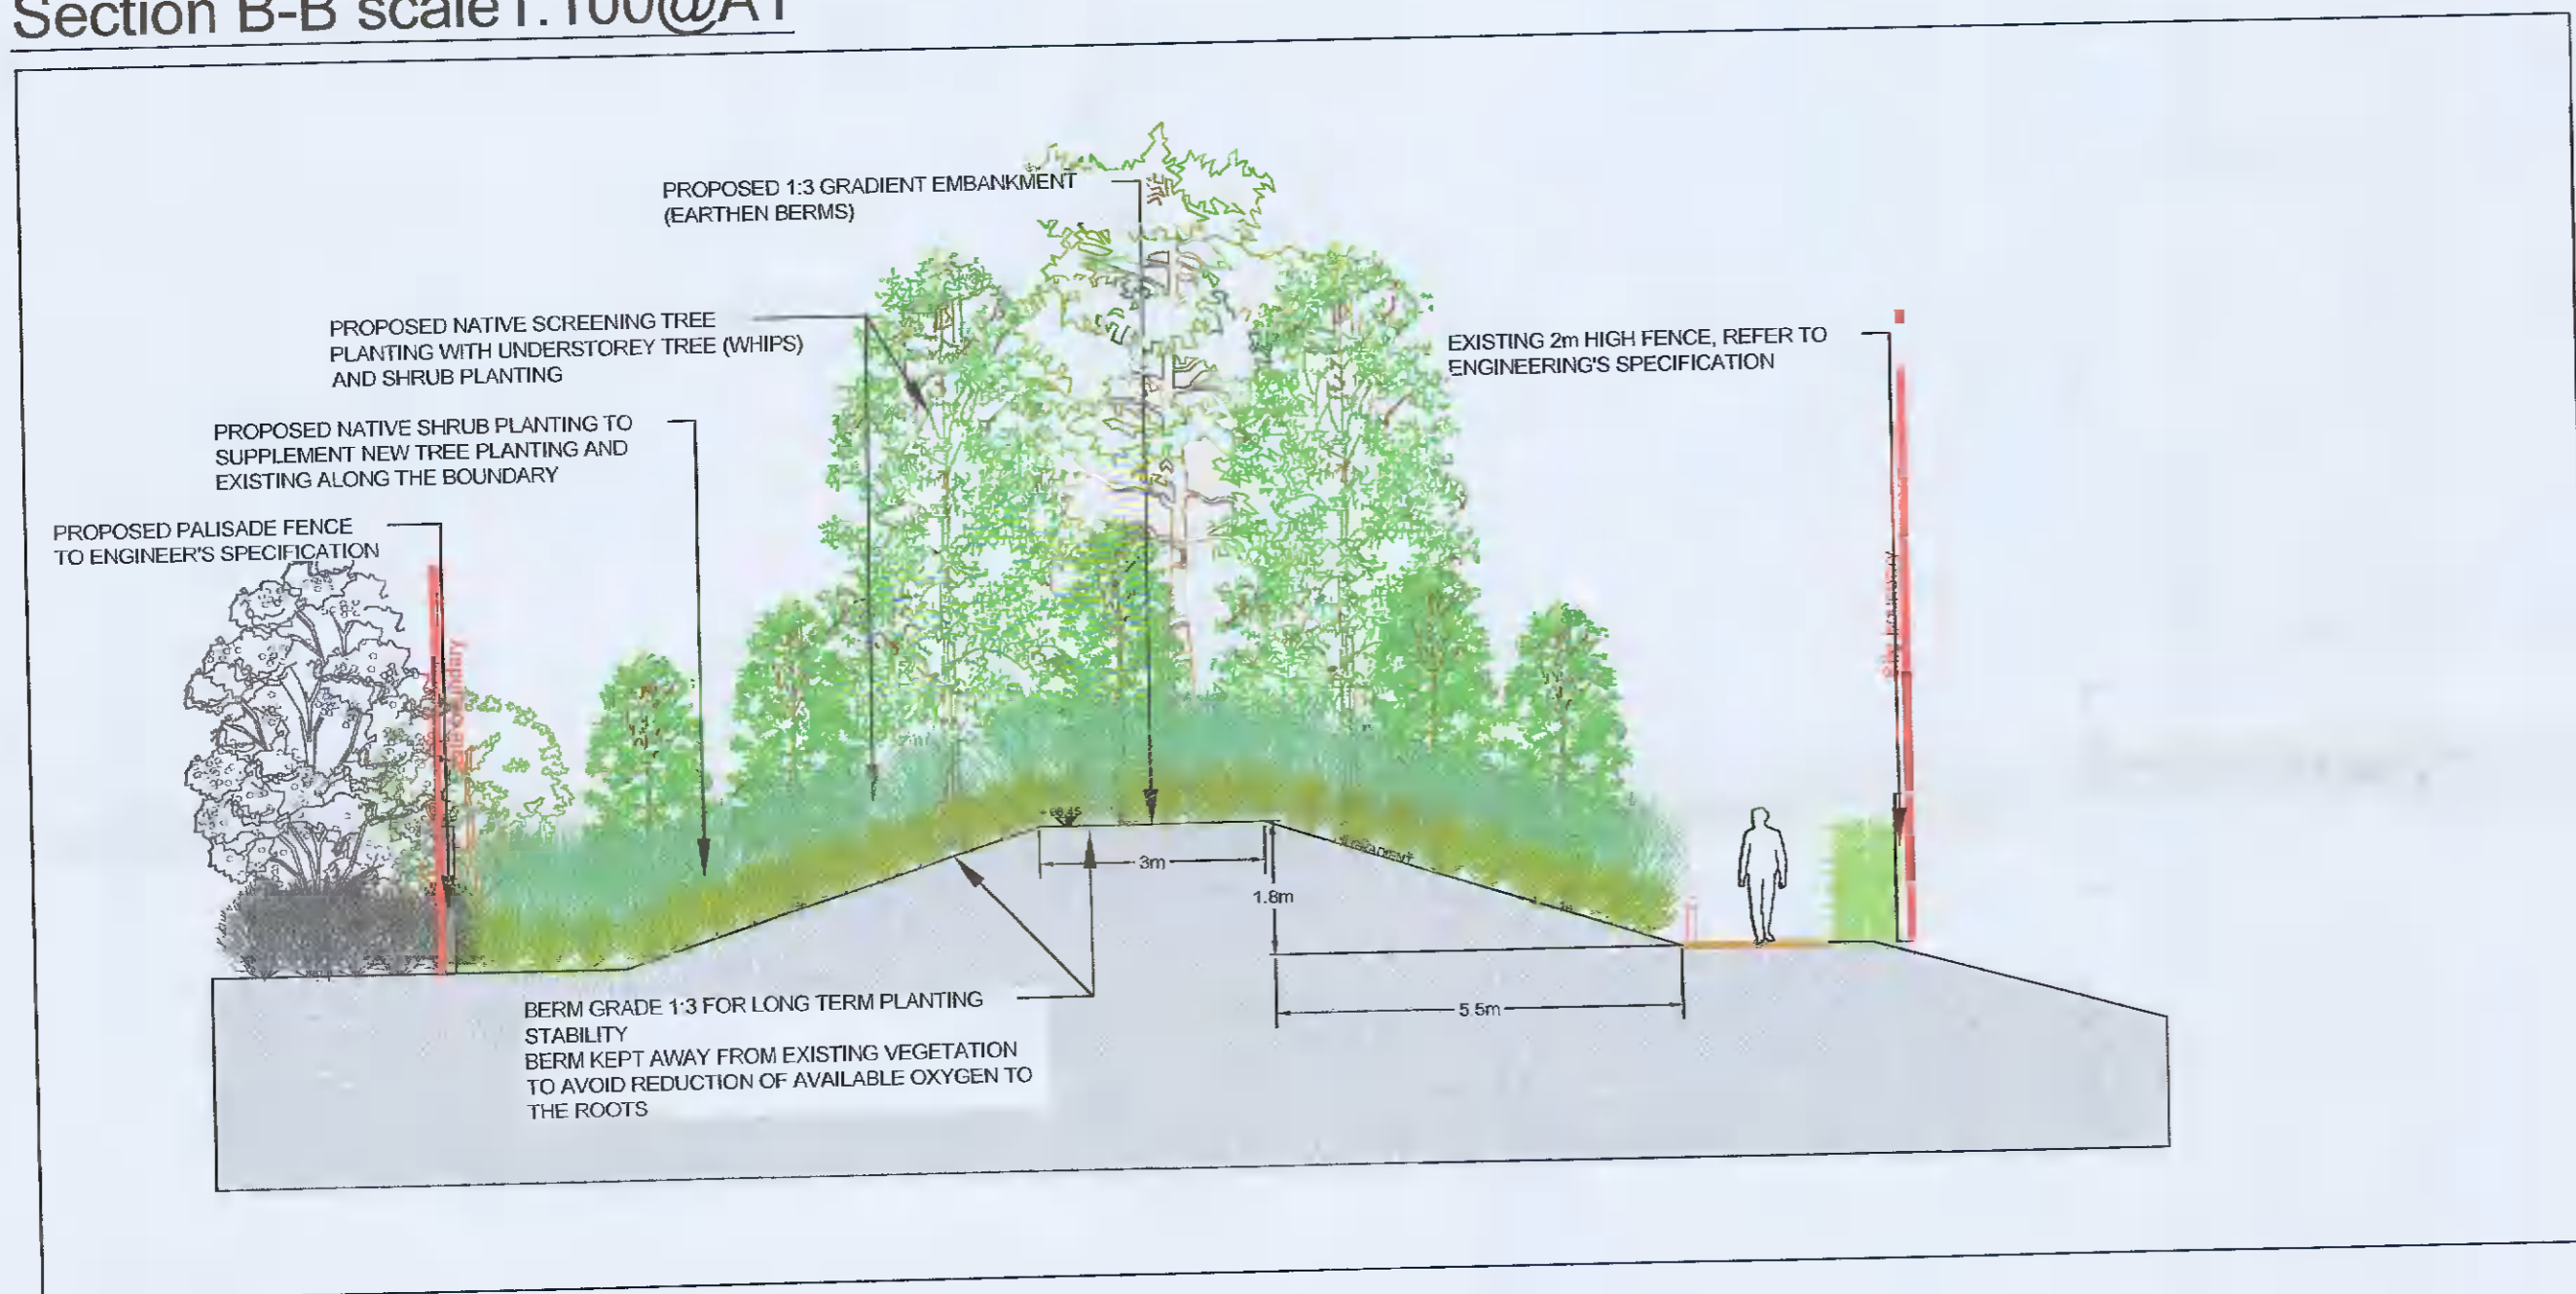 Section B-B scale1:100@A1
PROPOSED 1:3 GRADIENT EMBANKMENT
(EARTHEN BERMS)
PROPOSED NATIVE SCREENING TREE
PLANTING WITH UNDERSTOREY TREE (WHIPS)
AND SHRUB PLANTING
EXISTING 2m HIGH FENCE, REFER TO
ENGINEERING'S SPECIFICATION
PROPOSED NATIVE SHRUB PLANTING TO
SUPPLEMENT NEW TREE PLANTING AND
EXISTING ALONG THE BOUNDARY
PROPOSED PALISADE FENCE
TO ENGINEER'S SPECIFICATION
3m
GRADIENT
1.8m
5.5m
BERM GRADE 1:3 FOR LONG TERM PLANTING
STABILITY
BERM KEPT AWAY FROM EXISTING VEGETATION
TO AVOID REDUCTION OF AVAILABLE OXYGEN TO
THE ROOTS